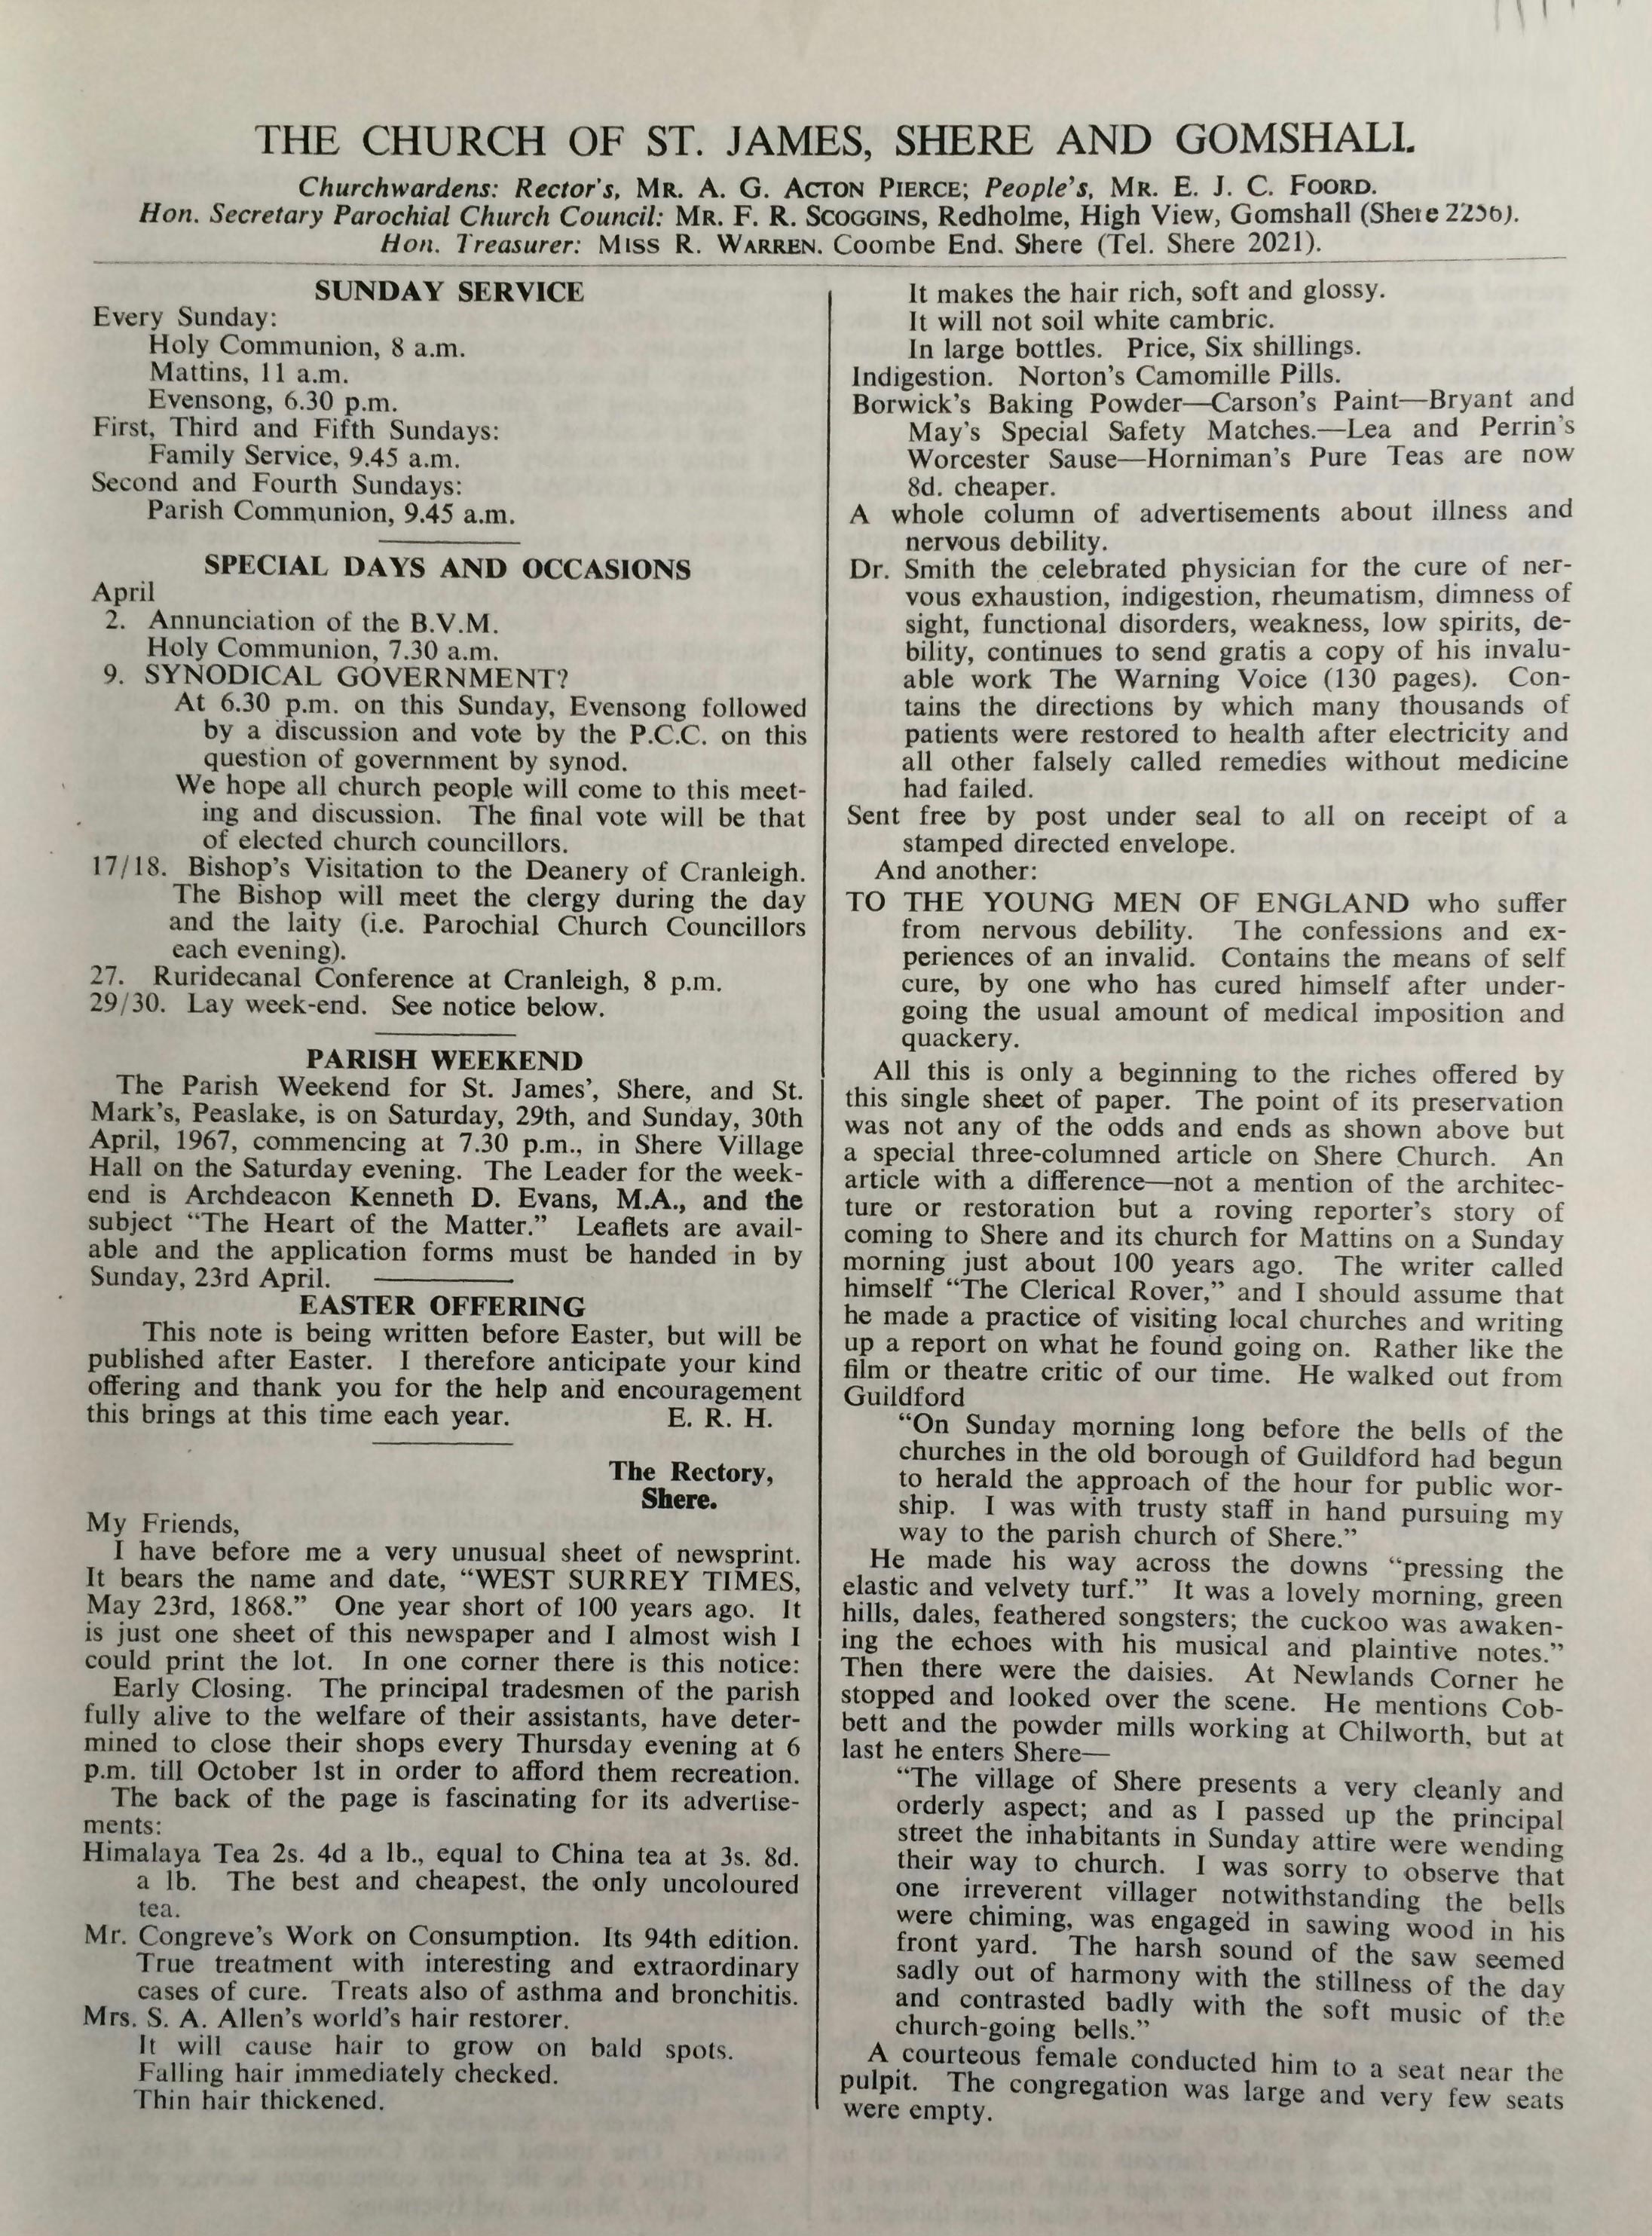 THE CHURCH OF ST. JAMES, SHERE AND GOMSHALL.
Churchwardens: Rector's, MR. A. G. ACTON PIERCE; People's, MR. E. J. C. FOORD.
Hon. Secretary Parochial Church Council: MR. F. R. SCOGGINS, Redholme, High View, Gomshall (Shere 2256).
Hon. Treasurer: MISS R. WARREN. Coombe End. Shere (Tel. Shere 2021).
SUNDAY SERVICE
Every Sunday:
Holy Communion, 8 a.m.
Mattins, 11 a.m.
Evensong, 6.30 p.m.
First, Third and Fifth Sundays:
Family Service, 9.45 a.m.
Second and Fourth Sundays:
Parish Communion, 9.45 a.m.
SPECIAL DAYS AND OCCASIONS
April
2. Annunciation of the B.V.M.
Holy Communion, 7.30 a.m.
9. SYNODICAL GOVERNMENT?
At 6.30 p.m. on this Sunday, Evensong followed
by a discussion and vote by the P.C.C. on this
question of government by synod.
We hope all church people will come to this meet-
ing and discussion. The final vote will be that
of elected church councillors.
17/18. Bishop's Visitation to the Deanery of Cranleigh.
The Bishop will meet the clergy during the day
and the laity (i.e. Parochial Church Councillors
each evening).
27. Ruridecanal Conference at Cranleigh, 8 p.m.
29/30. Lay week-end. See notice below.
PARISH WEEKEND
The Parish Weekend for St. James', Shere, and St.
Mark's, Peaslake, is on Saturday, 29th, and Sunday, 30th
April, 1967, commencing at 7.30 p.m., in Shere Village
Hall on the Saturday evening. The Leader for the week-
end is Archdeacon Kenneth D. Evans, M.A., and the
subject "The Heart of the Matter." Leaflets are avail-
able and the application forms must be handed in by
Sunday, 23rd April.
EASTER OFFERING
This note is being written before Easter, but will be
published after Easter. I therefore anticipate your kind
offering and thank you for the help and encouragement
this brings at this time each year. E. R. H.
The Rectory,
Shere.
My Friends,
I have before me a very unusual sheet of newsprint.
It bears the name and date, "WEST SURREY TIMES,
May 23rd, 1868." One year short of 100 years ago. It
is just one sheet of this newspaper and I almost wish I
could print the lot. In one corner there is this notice:
Early Closing. The principal tradesmen of the parish
fully alive to the welfare of their assistants, have deter-
mined to close their shops every Thursday evening at 6
p.m. till October 1st in order to afford them recreation.
The back of the page is fascinating for its advertise-
ments:
Himalaya Tea 2s. 4d a lb., equal to China tea at 3s. 8d.
a lb. The best and cheapest, the only uncoloured
tea.
Mr. Congreve's Work on Consumption. Its 94th edition.
True treatment with interesting and extraordinary
cases of cure. Treats also of asthma and bronchitis.
Mrs. S. A. Allen's world's hair restorer.
It will cause hair to grow on bald spots.
Falling hair immediately checked.
Thin hair thickened.
It makes the hair rich, soft and glossy.
It will not soil white cambric.
In large bottles. Price, Six shillings.
Indigestion. Norton's Camomille Pills.
Borwick's Baking Powder—Carson's Paint—Bryant and
May's Special Safety Matches.—Lea and Perrin's
Worcester Sause—Horniman's Pure Teas are now
8d. cheaper.
A whole column of advertisements about illness and
nervous debility.
Dr. Smith the celebrated physician for the cure of ner-
vous exhaustion, indigestion, rheumatism, dimness of
sight, functional disorders, weakness, low spirits, de-
bility, continues to send gratis a copy of his invalu-
able work The Warning Voice (130 pages). Con-
tains the directions by which many thousands of
patients were restored to health after electricity and
all other falsely called remedies without medicine
had failed.
Sent free by post under seal to all on receipt of a
stamped directed envelope.
And another:
TO THE YOUNG MEN OF ENGLAND who suffer
from nervous debility. The confessions and ex-
periences of an invalid. Contains the means of self
cure, by one who has cured himself after under-
going the usual amount of medical imposition and
quackery.
All this is only a beginning to the riches offered by
this single sheet of paper. The point of its preservation
was not any of the odds and ends as shown above but
a special three-columned article on Shere Church. An
article with a difference—not a mention of the architec-
ture or restoration but a roving reporter's story of
coming to Shere and its church for Mattins on a Sunday
morning just about 100 years ago. The writer called
himself "The Clerical Rover," and I should assume that
he made a practice of visiting local churches and writing
up a report on what he found going on. Rather like the
film or theatre critic of our time. He walked out from
Guildford
"On Sunday morning long before the bells of the
churches in the old borough of Guildford had begun
to herald the approach of the hour for public wor-
ship. I was with trusty staff in hand pursuing my
way to the parish church of Shere."
He made his way across the downs "pressing the
elastic and velvety turf." It was a lovely morning, green
hills, dales, feathered songsters; the cuckoo was awaken-
ing the echoes with his musical and plaintive notes."
Then there were the daisies. At Newlands Corner he
stopped and looked over the scene. He mentions Cob-
bett and the powder mills working at Chilworth, but at
last he enters Shere—
"The village of Shere presents a very cleanly and
orderly aspect; and as I passed up the principal
street the inhabitants in Sunday attire were wending
their way to church. I was sorry to observe that
one irreverent villager notwithstanding the bells
were chiming, was engaged in sawing wood in his
front yard. The harsh sound of the saw seemed
sadly out of harmony with the stillness of the day
and contrasted badly with the soft music of the
church-going bells."
A courteous female conducted him to a seat near the
pulpit. The congregation was large and very few seats
were empty.